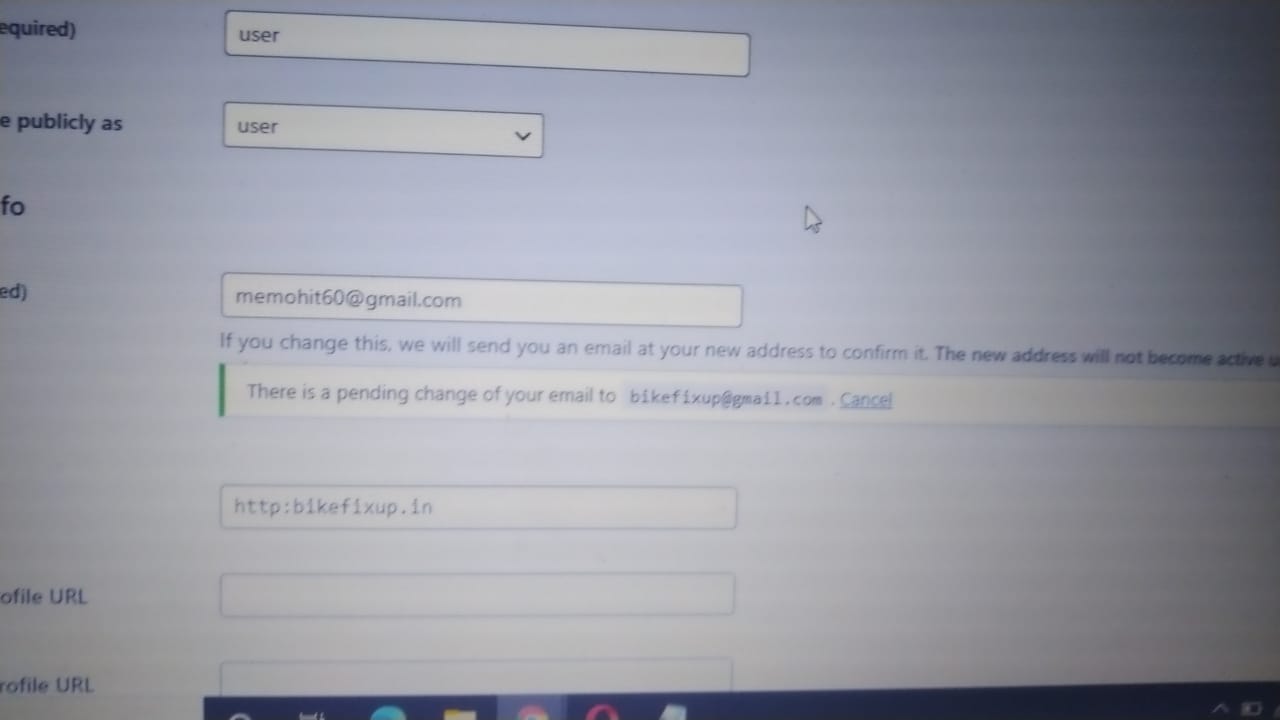 equired)
user
e publicly as
user
fo
ed)
memohit60@gmail.com
If you change this, we will send you an email at your new address to confirm it. The new address will not become active u
There is a pending change of your email to bikefixup@gmail.com . Cancel
http:bikefixup.in
ofile URL
rofile URL